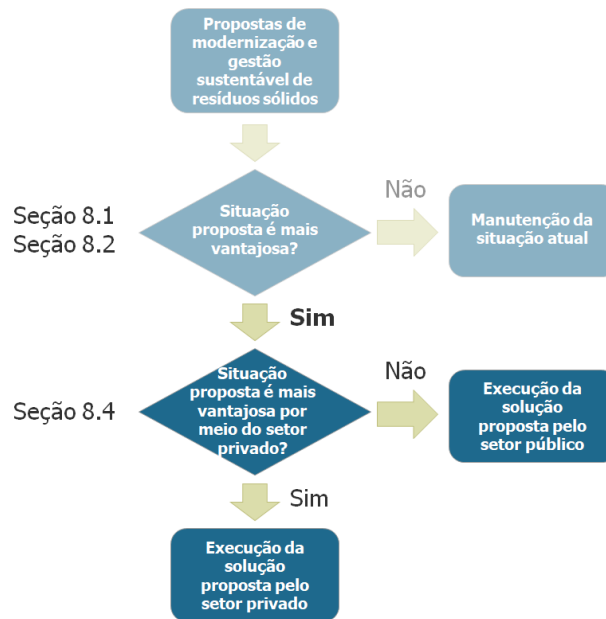 Propostas de
modernização e
gestão
sustentável de
resíduos sólidos
Não
Seção 8.1
Seção 8.2
Situação
proposta é mais
vantajosa?
Manutenção da
situação atual
Sim
Situação
proposta é mais
vantajosa por
meio do setor
privado?
Não
Seção 8.4
Execução da
solução
proposta pelo
setor público
Sim
Execução da
solução
proposta pelo
setor privado